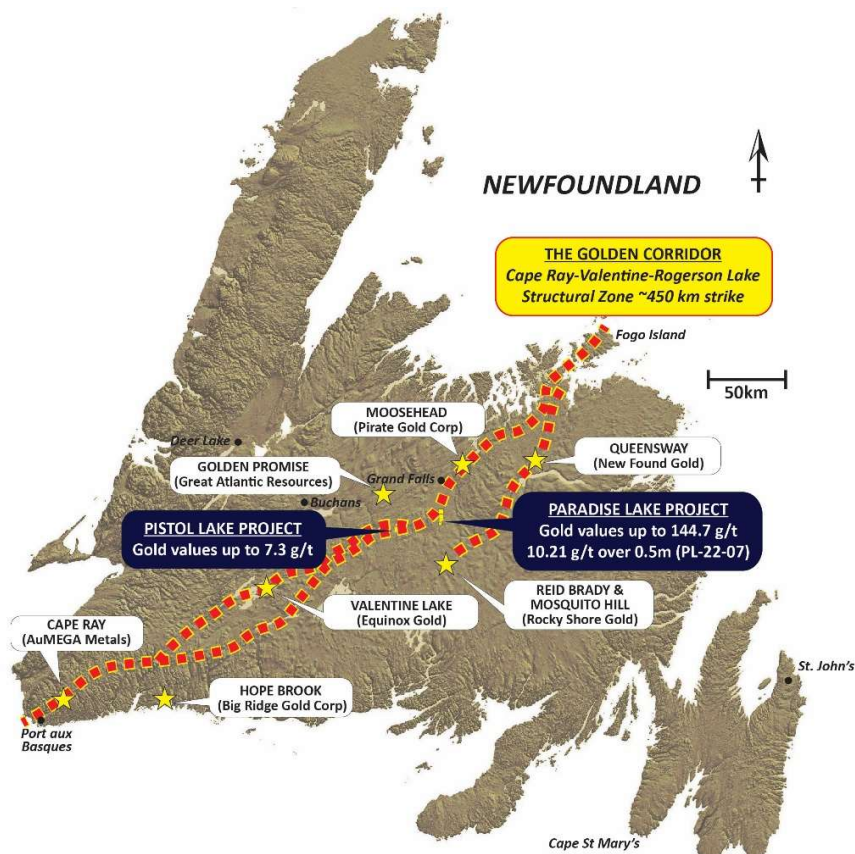 NEWFOUNDLAND
THE GOLDEN CORRIDOR
Cape Ray-Valentine-Rogerson Lake
Structural Zone ~450 km strike
Fogo Island
50km
MOOSEHEAD
(Pirate Gold Corp)
Deer Lake
QUEENSWAY
(New Found Gold)
GOLDEN PROMISE
(Great Atlantic Resources)
Grand Falls
Buchans
PISTOL LAKE PROJECT
Gold values up to 7.3 g/t
PARADISE LAKE PROJECT
Gold values up to 144.7 g/t
10.21 g/t over 0.5m (PL-22-07)
VALENTINE LAKE
(Equinox Gold)
REID BRADY &
MOSQUITO HILL
(Rocky Shore Gold)
CAPE RAY
(AuMEGA Metals)
HOPE BROOK
(Big Ridge Gold Corp)
St. John's
Port aux
Basques
Cape St Mary's